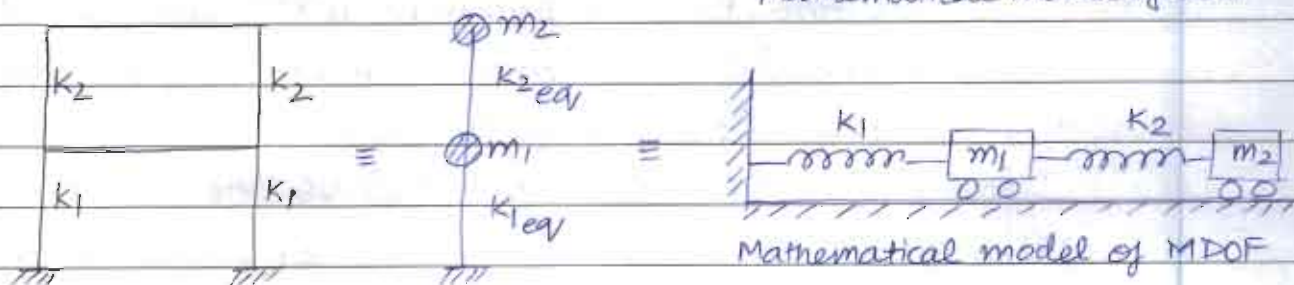 m2
K2 K2 K2eq
K1 K2
≡ m1 ≡ m1 m2
K1 K1 K1eq
Mathematical model of MDOF